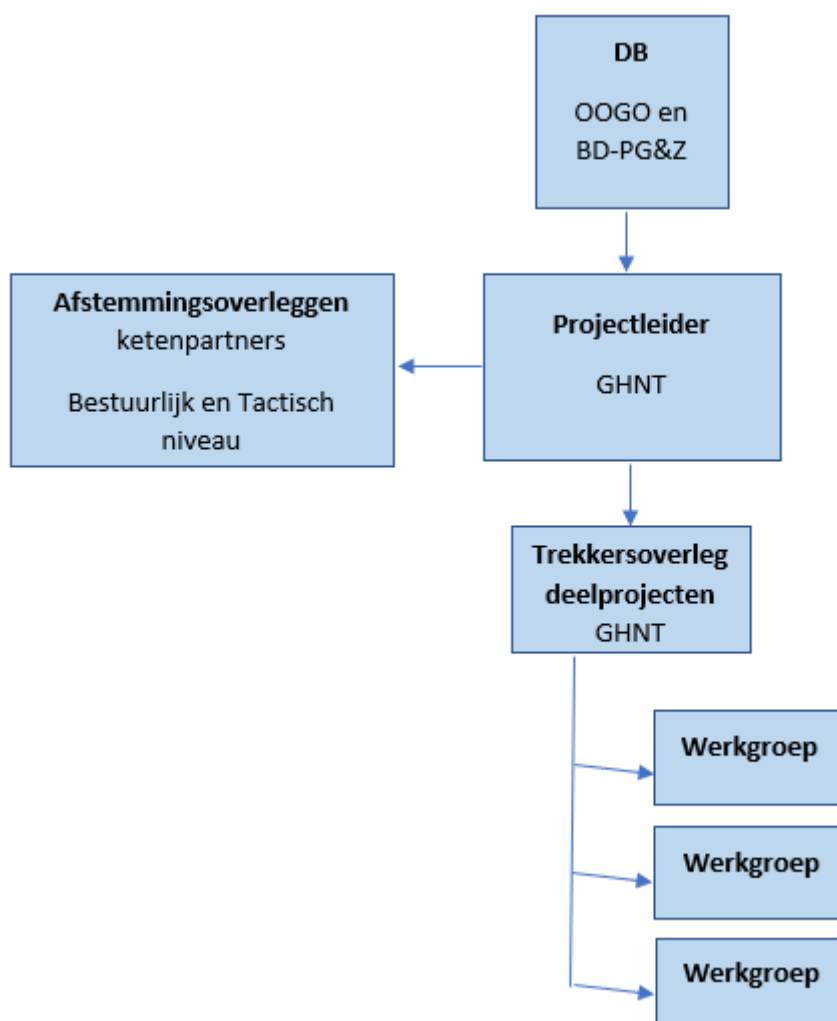 DB
OOGO en
BD-PG&Z
Afstemmingsoverleggen
ketenpartners
Bestuurlijk en Tactisch
niveau
Projectleider
GHNT
Trekkersoverleg
deelprojecten
GHNT
Werkgroep
Werkgroep
Werkgroep